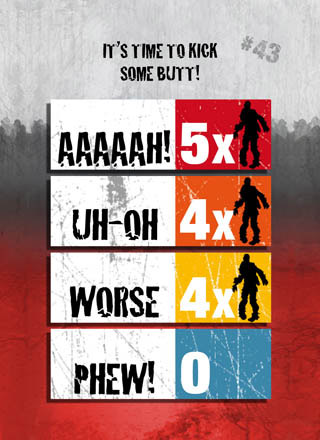 IT'S TIME TO KICK
SOME BUTT!
#43
AAAAAH! 5x
UH-OH 4x
WORSE 4x
PHEW! 0